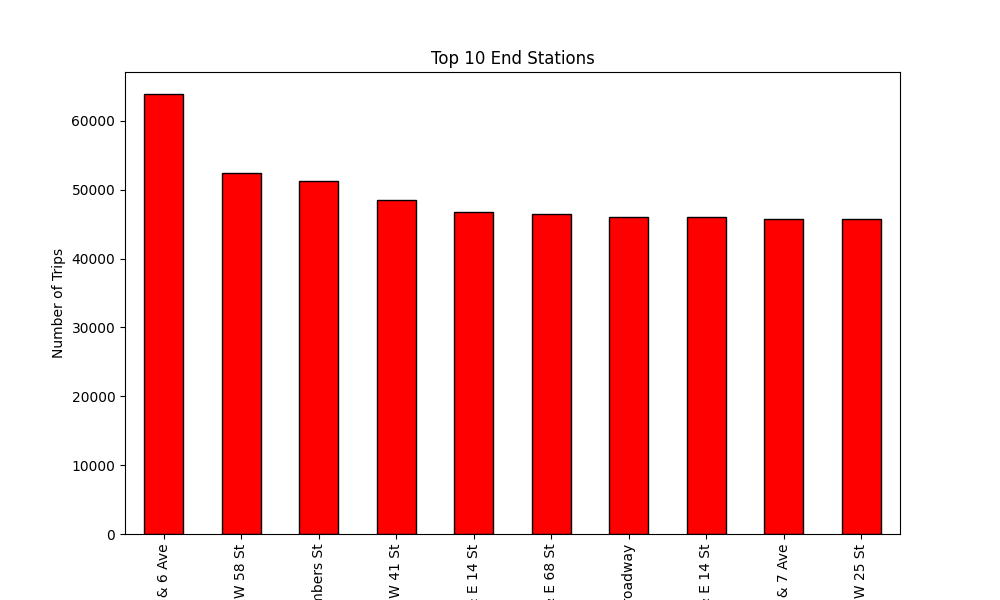 Top 10 End Stations
Number of Trips
60000
50000
40000
30000
20000
10000
0
& 6 Ave
W 58 St
mbers St
W 41 St
E 14 St
E 68 St
roadway
E 14 St
& 7 Ave
W 25 St